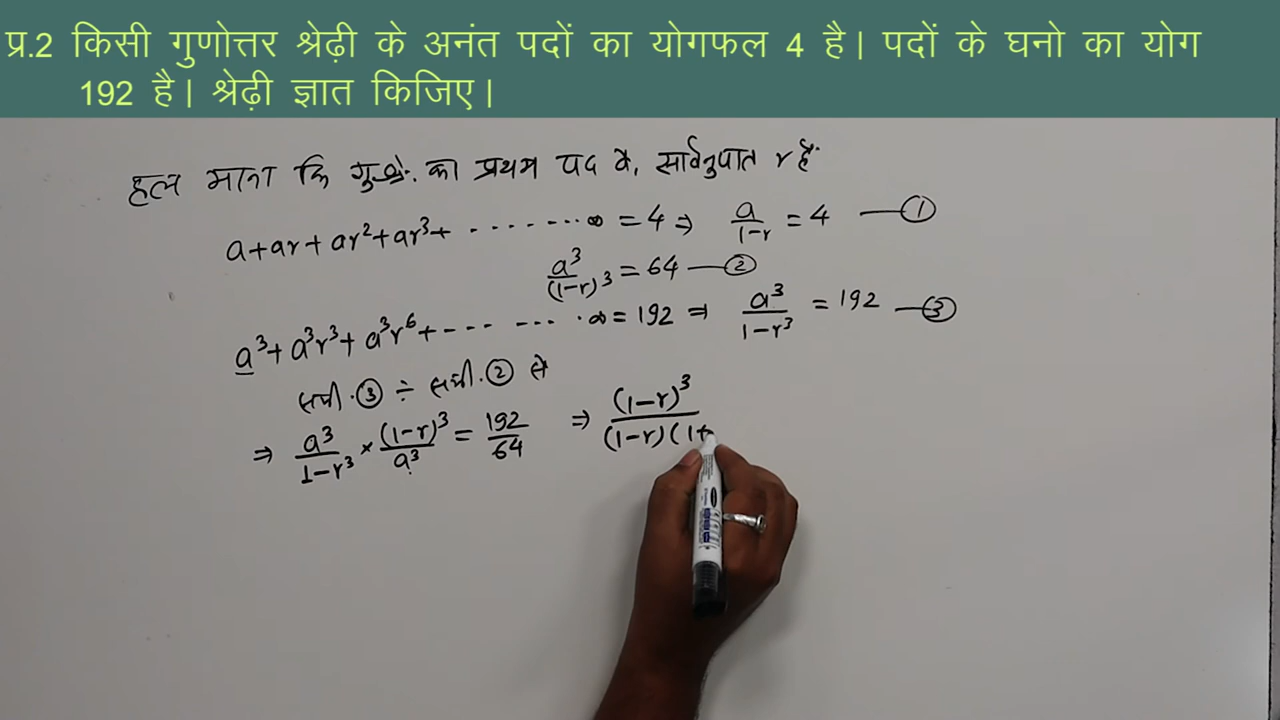 प्र.2 किसी गुणोत्तर श्रेढ़ी के अनंत पदों का योगफल 4 है। पदों के घनो का योग
192 है। श्रेढ़ी ज्ञात किजिए।
हल माना कि गु.श्रे. का प्रथम पद a, सार्वनुपात r है
a+ar+ar²+ar³+ - - - - - - - ∞ = 4 ⇒ a/(1-r) = 4 —①
a³/(1-r)³ = 64 —②
a³+a³r³+a³r⁶+ - - - - - - - ∞ = 192 ⇒ a³/(1-r³) = 192 —③
समी.③ ÷ समी.② से
⇒ a³/(1-r³) × (1-r)³/a³ = 192/64 ⇒ (1-r)³/(1-r)(1+